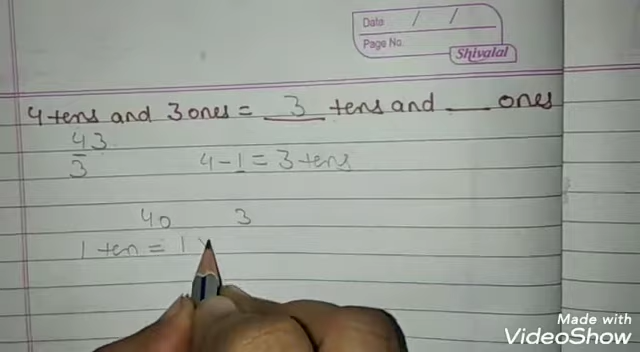 Date / /
Page No.
Shivalal
4 tens and 3 ones = 3 tens and ___ ones
43
3
4 - 1 = 3 tens
40 3
1 ten = 1 x
Made with
VideoShow